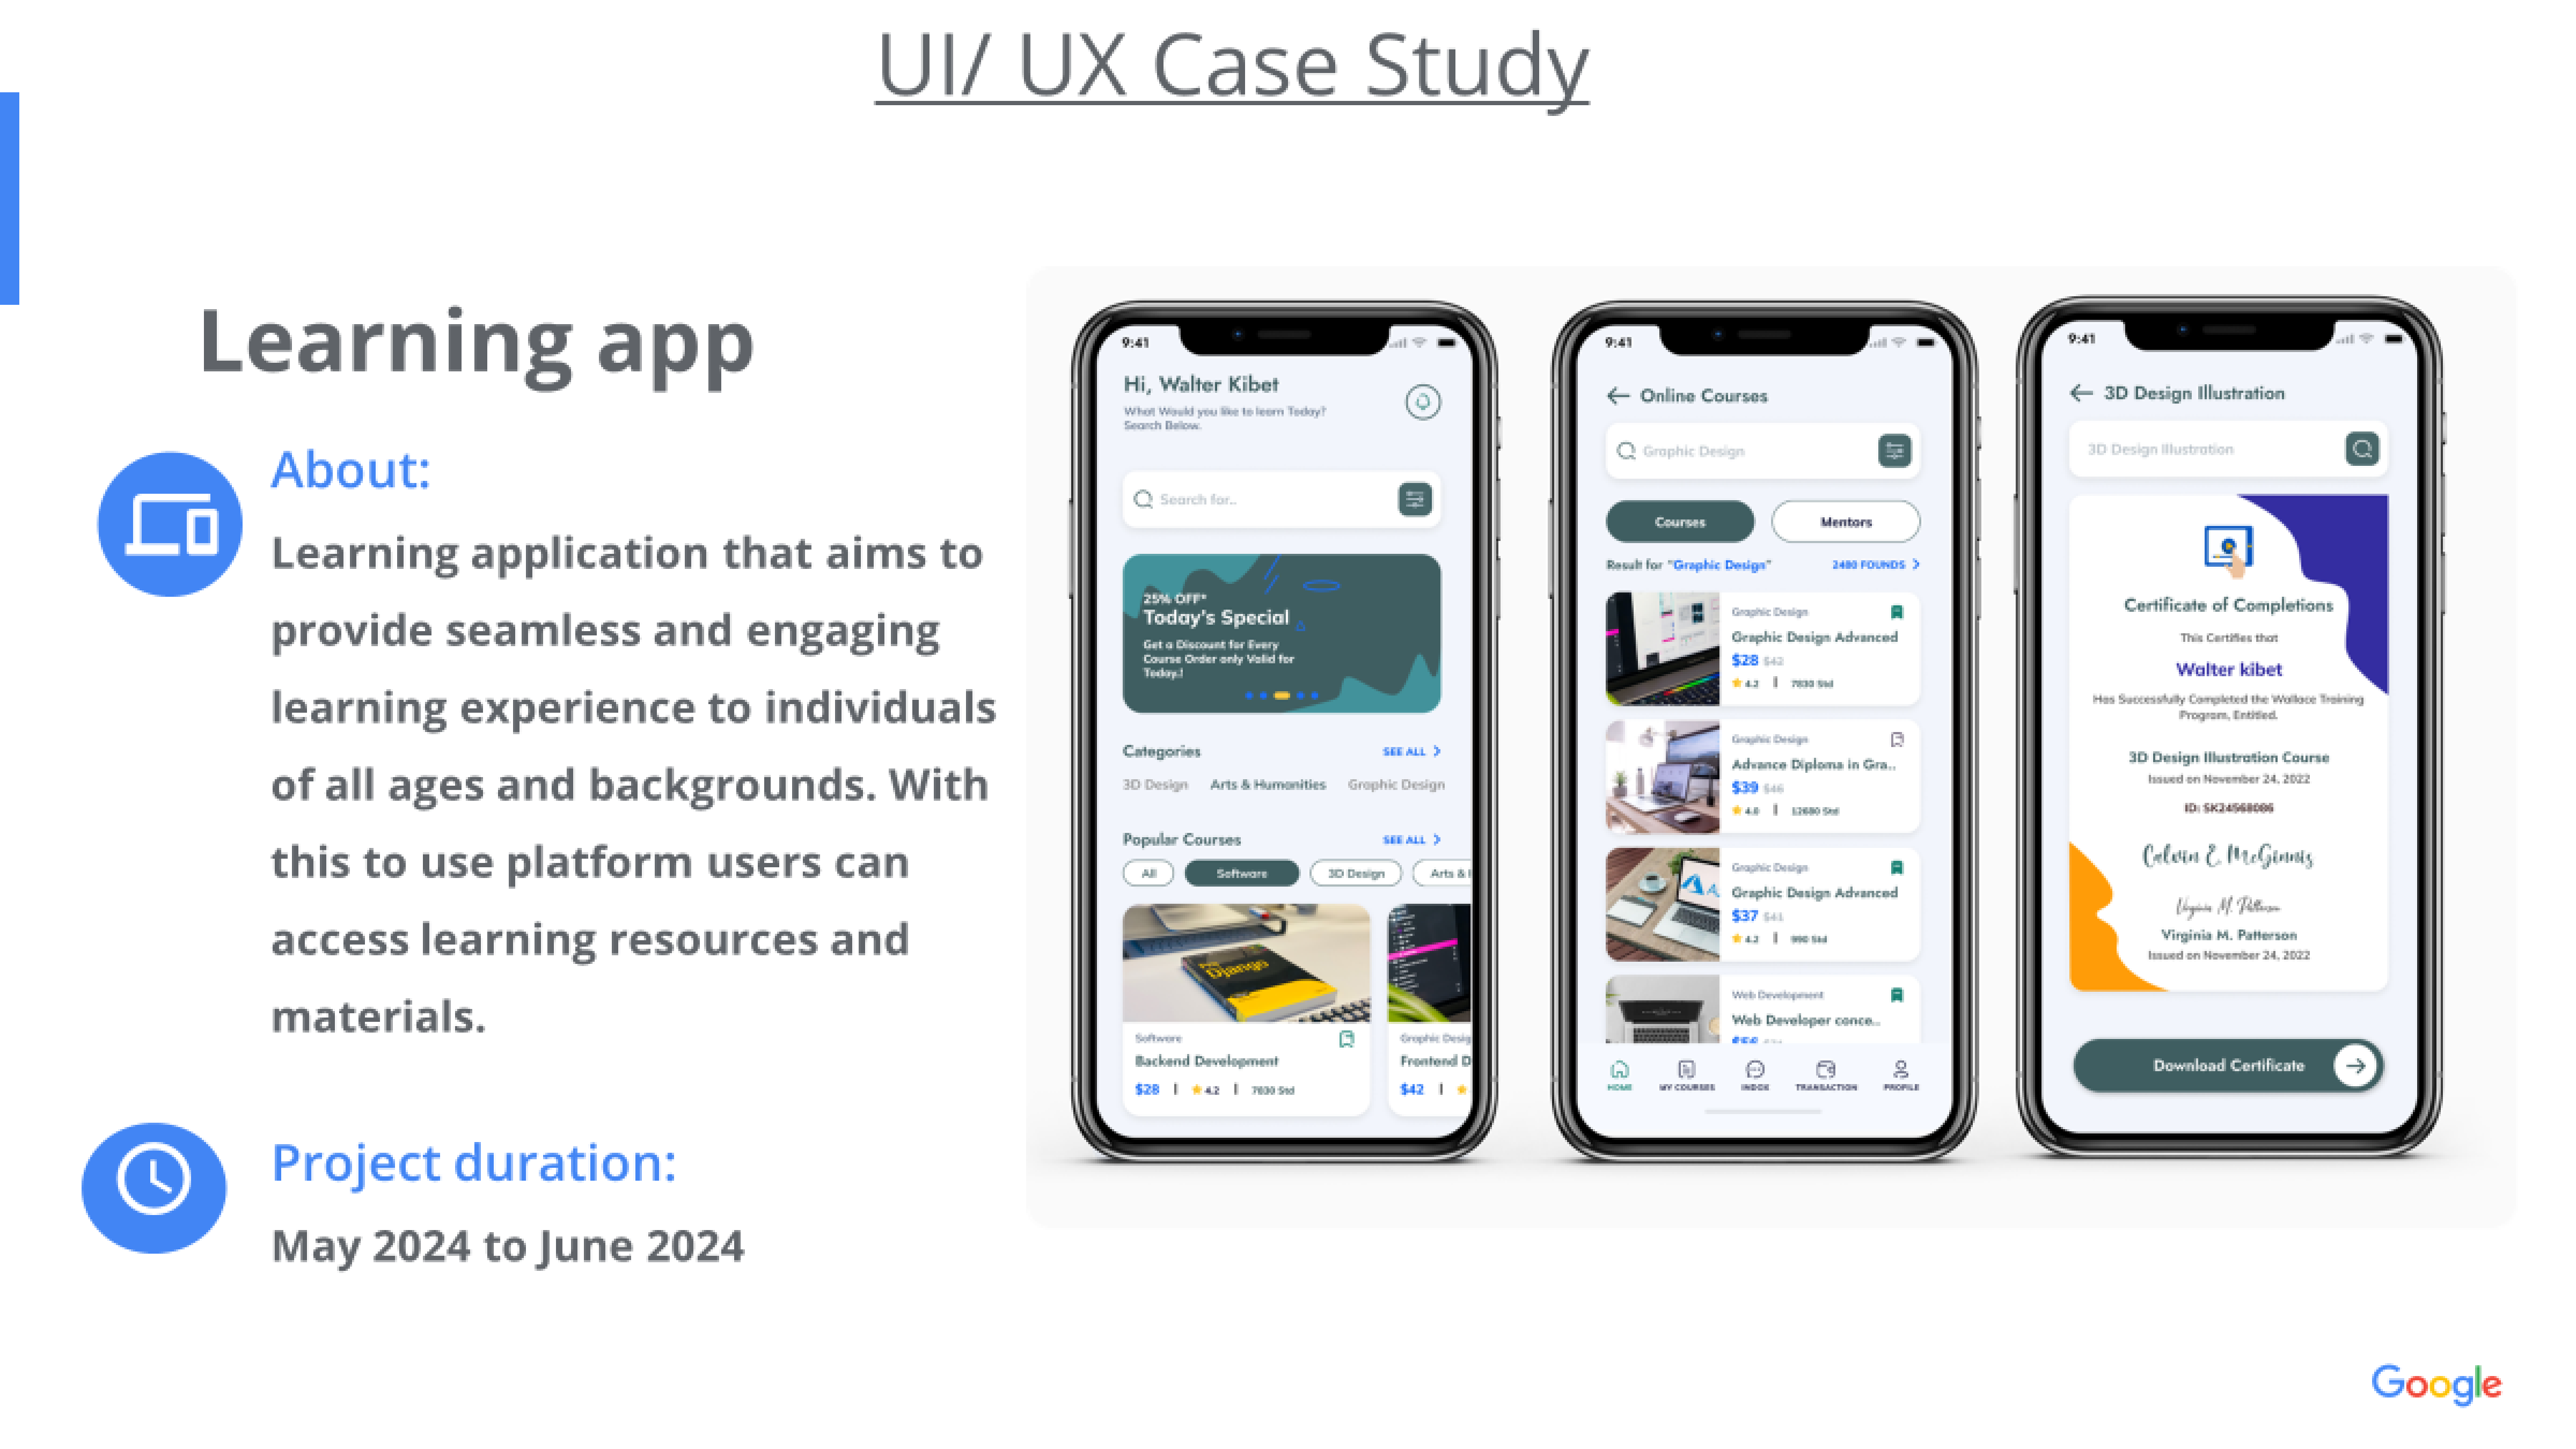 UI/ UX Case Study
Learning app
About:
Learning application that aims to
provide seamless and engaging
learning experience to individuals
of all ages and backgrounds. With
this to use platform users can
access learning resources and
materials.
Project duration:
May 2024 to June 2024
9:41
Hi, Walter Kibet
What Would you like to learn Today?
Search Below.
Search for..
25% OFF*
Today's Special
Get a Discount for Every
Course Order only Valid for
Today.!
Categories
SEE ALL
3D Design Arts & Humanities Graphic Design
Popular Courses
SEE ALL
All Software 3D Design Arts &
Django
Software
Backend Development
$28 | 4.2 | 7830 Std
Graphic Desig
Frontend D
$42 |
9:41
Online Courses
Graphic Design
Courses Mentors
Result for "Graphic Design" 2480 FOUNDS
Graphic Design
Graphic Design Advanced
$28 $42
4.2 | 7830 Std
Graphic Design
Advance Diploma in Gra..
$39 $46
4.0 | 12680 Std
Graphic Design
Graphic Design Advanced
$37 $41
4.2 | 990 Std
Web Development
Web Developer conce..
HOME MY COURSES INBOX TRANSACTION PROFILE
9:41
3D Design Illustration
3D Design Illustration
Certificate of Completions
This Certifies that
Walter kibet
Has Successfully Completed the Wallace Training
Program, Entitled.
3D Design Illustration Course
Issued on November 24, 2022
ID: SK24568086
Calvin E. McGinnis
Virginia M. Patterson
Virginia M. Patterson
Issued on November 24, 2022
Download Certificate
Google